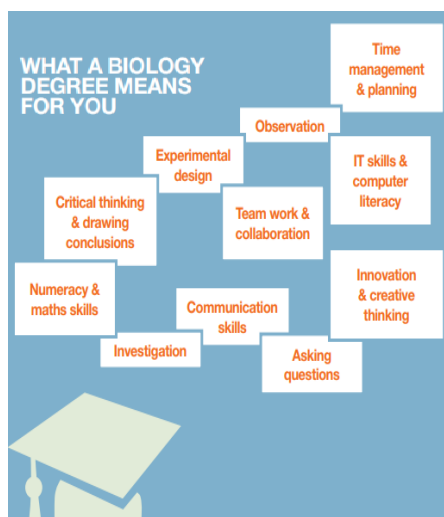 WHAT A BIOLOGY
DEGREE MEANS
FOR YOU
Time
management
& planning
Observation
Experimental
design
IT skills &
computer
literacy
Critical thinking
& drawing
conclusions
Team work &
collaboration
Innovation
& creative
thinking
Numeracy &
maths skills
Communication
skills
Investigation
Asking
questions